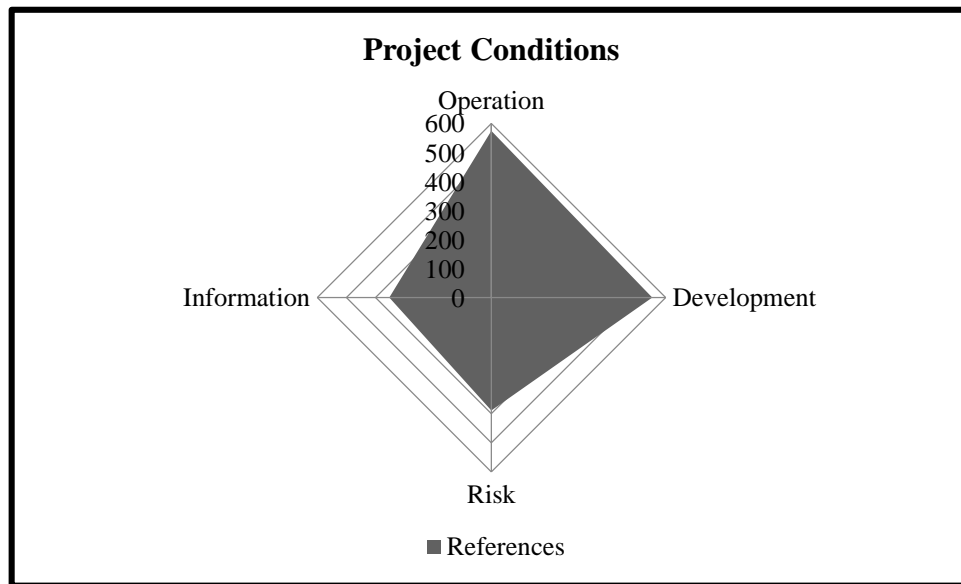 Project Conditions
Operation
600
500
400
300
200
100
0
Information
Development
Risk
References